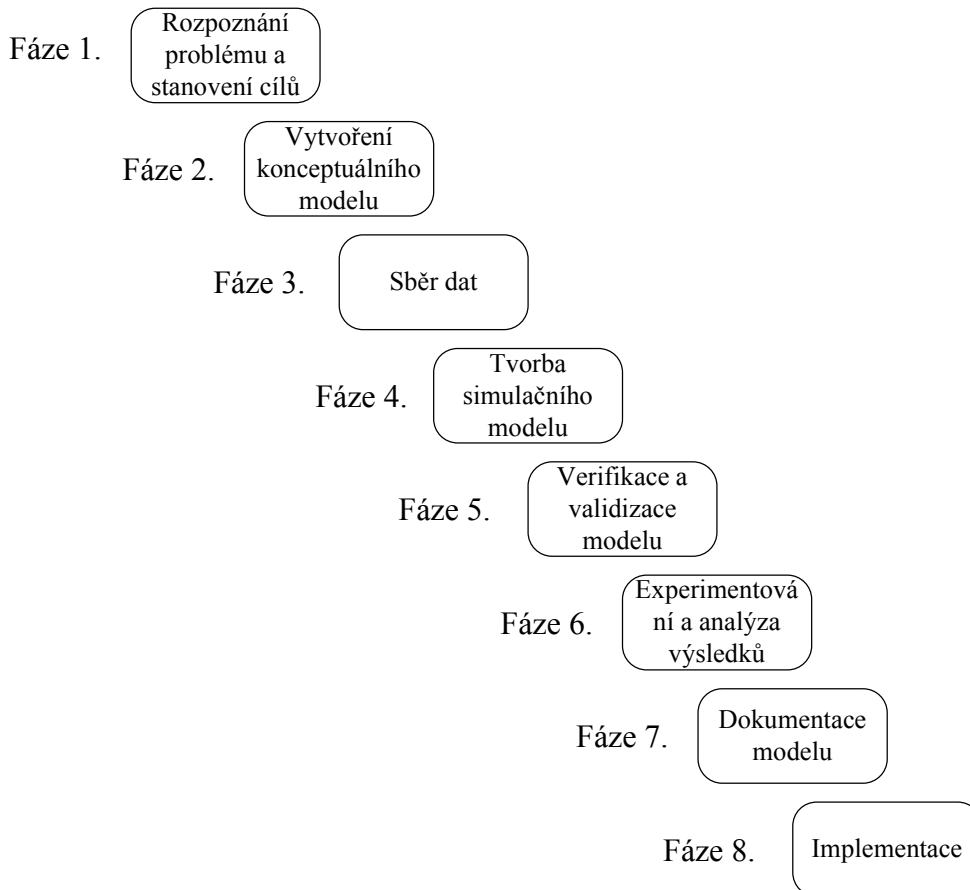 Fáze 1.
Rozpoznání
problému a
stanovení cílů
Fáze 2.
Vytvoření
konceptuálního
modelu
Fáze 3.
Sběr dat
Fáze 4.
Tvorba
simulačního
modelu
Fáze 5.
Verifikace a
validizace
modelu
Fáze 6.
Experimentová
ní a analýza
výsledků
Fáze 7.
Dokumentace
modelu
Fáze 8.
Implementace